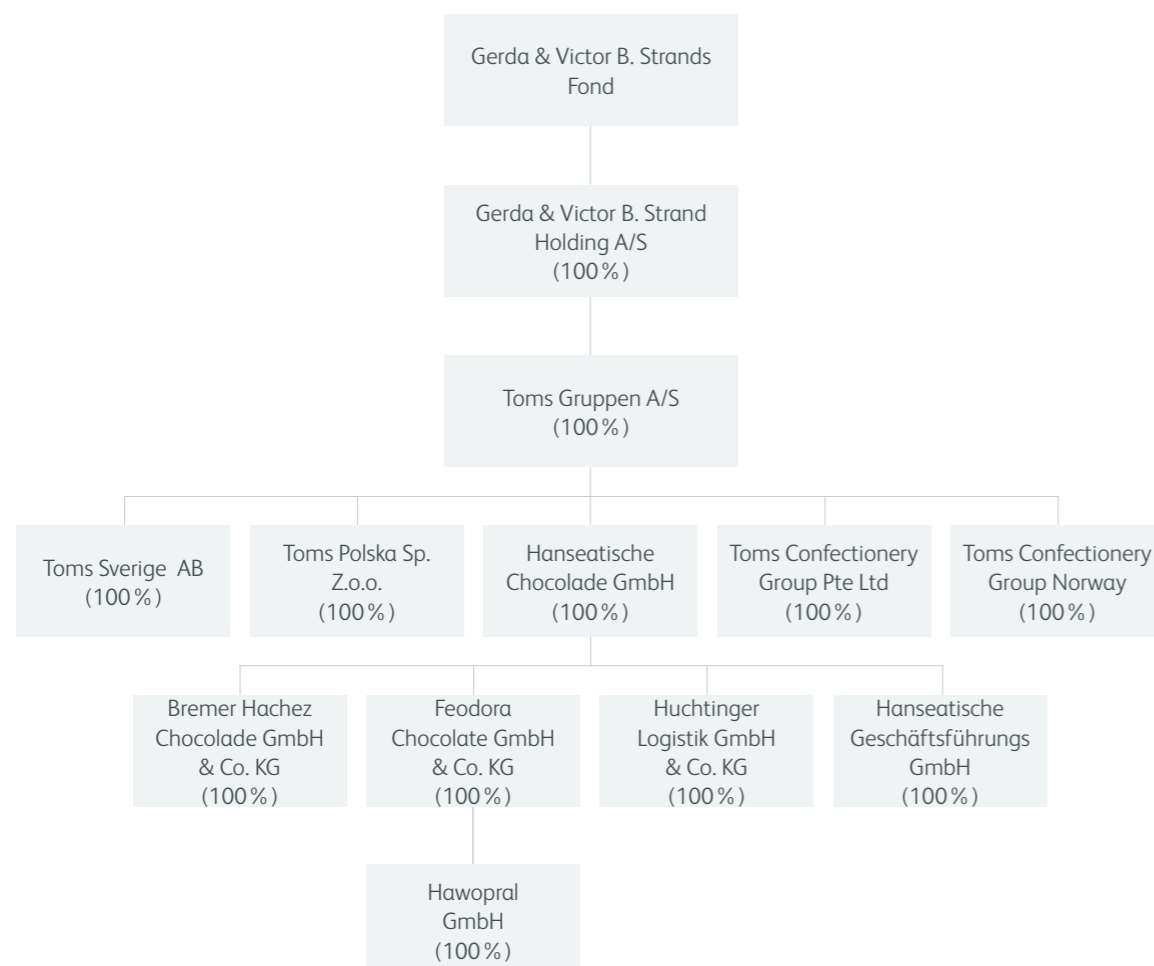 Gerda & Victor B. Strands
Fond
Gerda & Victor B. Strand
Holding A/S
(100 %)
Toms Gruppen A/S
(100 %)
Toms Sverige AB
(100 %)
Toms Polska Sp.
Z.o.o.
(100 %)
Hanseatische
Chocolade GmbH
(100 %)
Toms Confectionery
Group Pte Ltd
(100 %)
Toms Confectionery
Group Norway
(100 %)
Bremer Hachez
Chocolade GmbH
& Co. KG
(100 %)
Feodora
Chocolate GmbH
& Co. KG
(100 %)
Huchtinger
Logistik GmbH
& Co. KG
(100 %)
Hanseatische
Geschäftsführungs
GmbH
(100 %)
Hawopral
GmbH
(100 %)